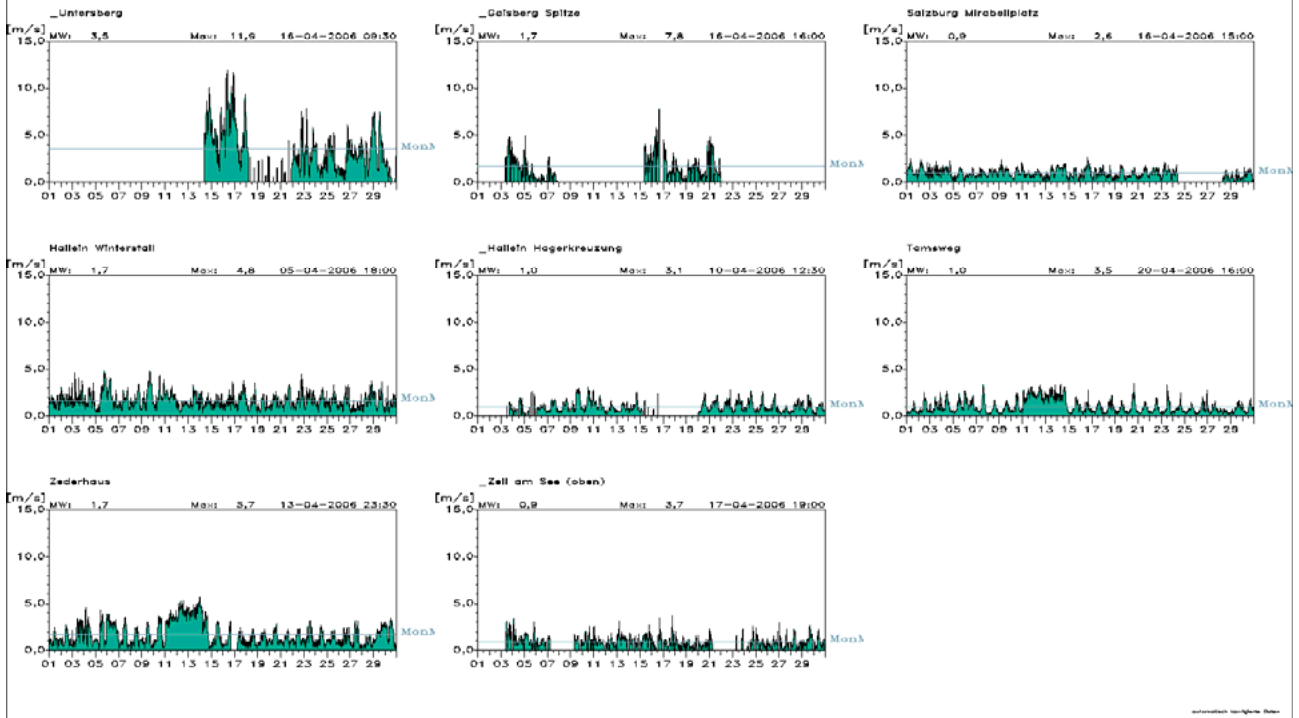 _Untersberg
[m/s]
MW: 3,5 Max: 11,9 16-04-2006 09:30
15,0
10,0
5,0
0,0
MonM
01 03 05 07 09 11 13 15 17 19 21 23 25 27 29
_Gaisberg Spitze
[m/s]
MW: 1,7 Max: 7,8 16-04-2006 16:00
15,0
10,0
5,0
0,0
MonM
01 03 05 07 09 11 13 15 17 19 21 23 25 27 29
Salzburg Mirabellplatz
[m/s]
MW: 0,9 Max: 2,6 16-04-2006 15:00
15,0
10,0
5,0
0,0
MonM
01 03 05 07 09 11 13 15 17 19 21 23 25 27 29
Hallein Winterstall
[m/s]
MW: 1,7 Max: 4,8 05-04-2006 18:00
15,0
10,0
5,0
0,0
MonM
01 03 05 07 09 11 13 15 17 19 21 23 25 27 29
_Hallein Hagerkreuzung
[m/s]
MW: 1,0 Max: 3,1 10-04-2006 12:30
15,0
10,0
5,0
0,0
MonM
01 03 05 07 09 11 13 15 17 19 21 23 25 27 29
Tamsweg
[m/s]
MW: 1,0 Max: 3,5 20-04-2006 16:00
15,0
10,0
5,0
0,0
MonM
01 03 05 07 09 11 13 15 17 19 21 23 25 27 29
Zederhaus
[m/s]
MW: 1,7 Max: 5,7 13-04-2006 23:30
15,0
10,0
5,0
0,0
MonM
01 03 05 07 09 11 13 15 17 19 21 23 25 27 29
_Zell am See (oben)
[m/s]
MW: 0,9 Max: 3,7 17-04-2006 19:00
15,0
10,0
5,0
0,0
MonM
01 03 05 07 09 11 13 15 17 19 21 23 25 27 29
automatisch Daten